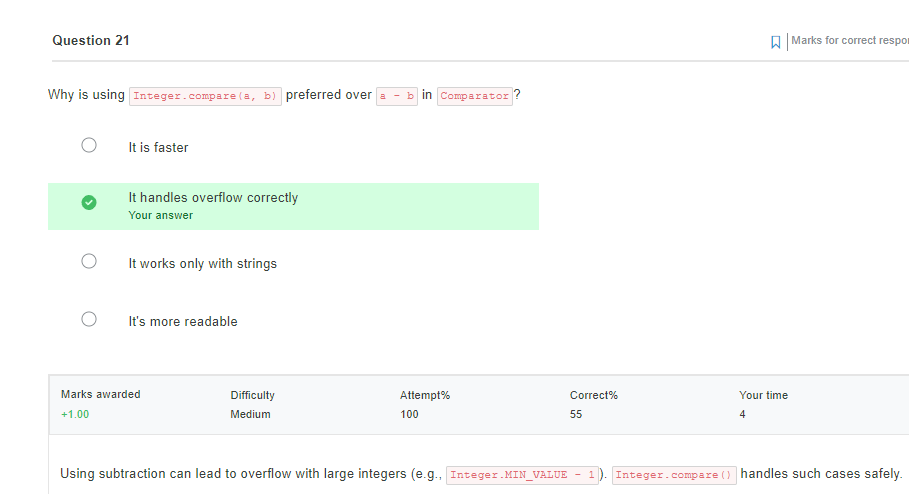 Question 21
Marks for correct respon
Why is using Integer.compare(a, b) preferred over a - b in Comparator?
It is faster
It handles overflow correctly
Your answer
It works only with strings
It's more readable
Marks awarded Difficulty Attempt% Correct% Your time
+1.00 Medium 100 55 4
Using subtraction can lead to overflow with large integers (e.g., Integer.MIN_VALUE - 1). Integer.compare() handles such cases safely.